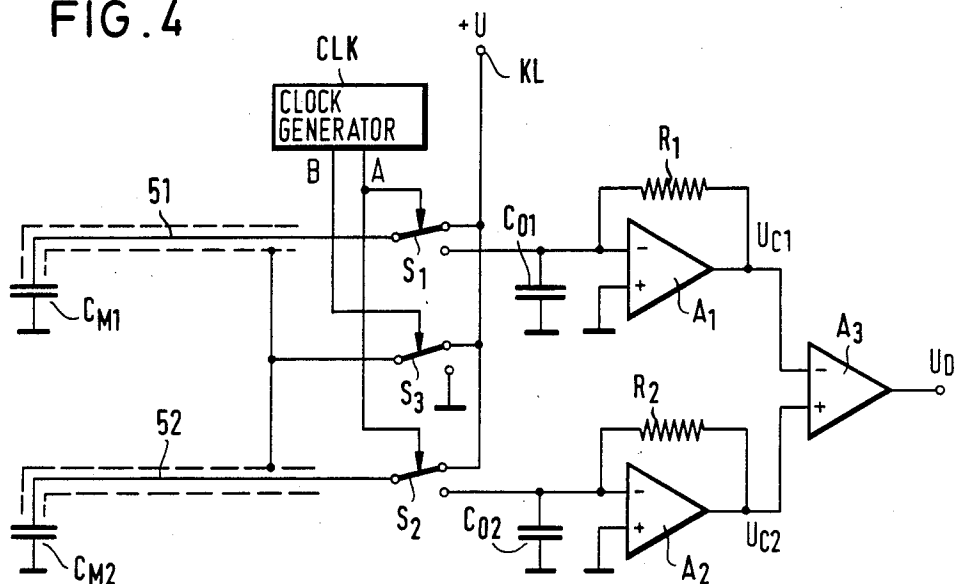 FIG. 4
+U
KL
CLK
CLOCK
GENERATOR
B
A
51
S1
C01
R1
UC1
A1
CM1
S3
A3
UD
R2
52
S2
C02
UC2
A2
CM2
-
+
-
+
-
+